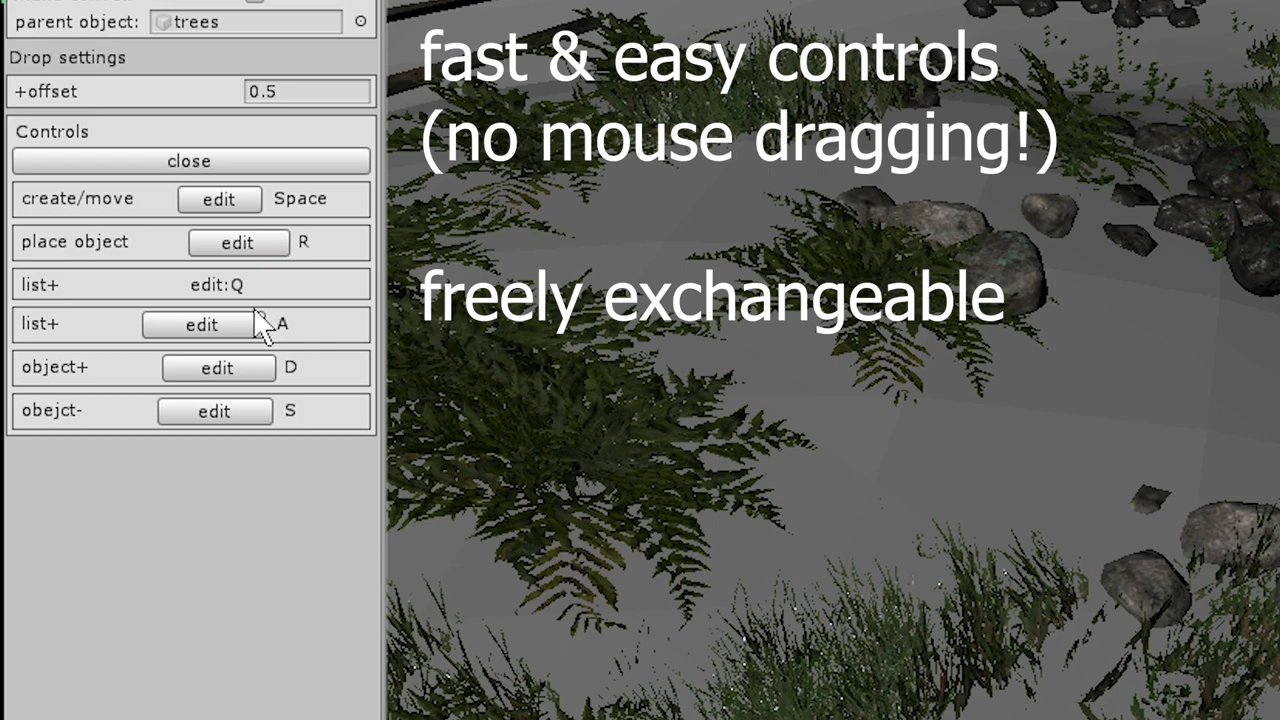 parent object: trees
Drop settings
+offset 0.5
Controls
close
create/move edit Space
place object edit R
list+ edit:Q
list+ edit A
object+ edit D
obejct- edit S
fast & easy controls
(no mouse dragging!)
freely exchangeable